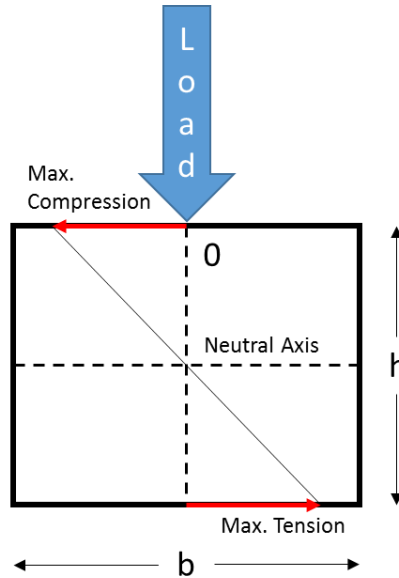 L
o
a
d
Max.
Compression
0
Neutral Axis
h
Max. Tension
b